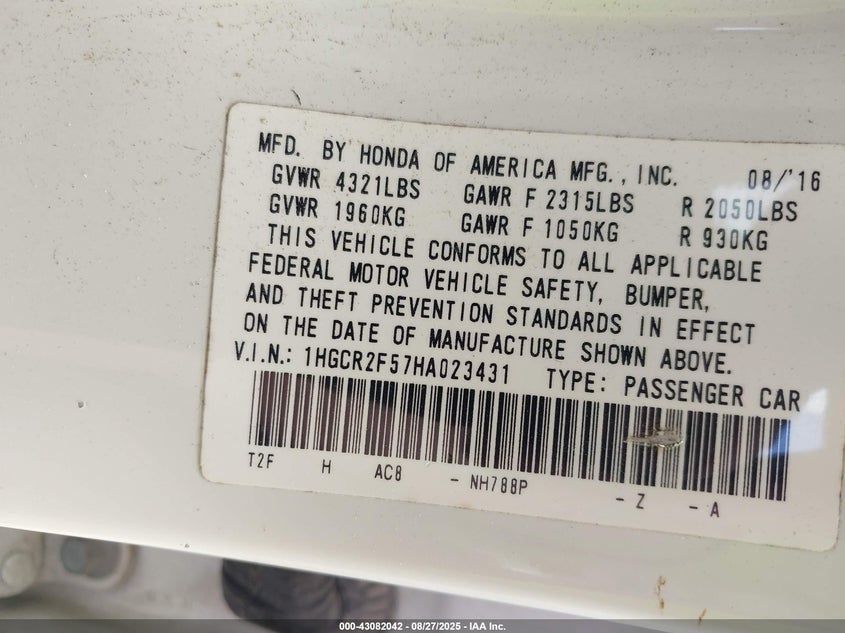 MFD. BY HONDA OF AMERICA MFG., INC. 08/'16
GVWR 4321LBS GAWR F 2315LBS R 2050LBS
GVWR 1960KG GAWR F 1050KG R 930KG
THIS VEHICLE CONFORMS TO ALL APPLICABLE
FEDERAL MOTOR VEHICLE SAFETY, BUMPER,
AND THEFT PREVENTION STANDARDS IN EFFECT
ON THE DATE OF MANUFACTURE SHOWN ABOVE.
V.I.N.: 1HGCR2F57HA023431 TYPE: PASSENGER CAR
T2F H AC8 - NH788P - Z - A
000-43082042 - 08/27/2025 - IAA Inc.